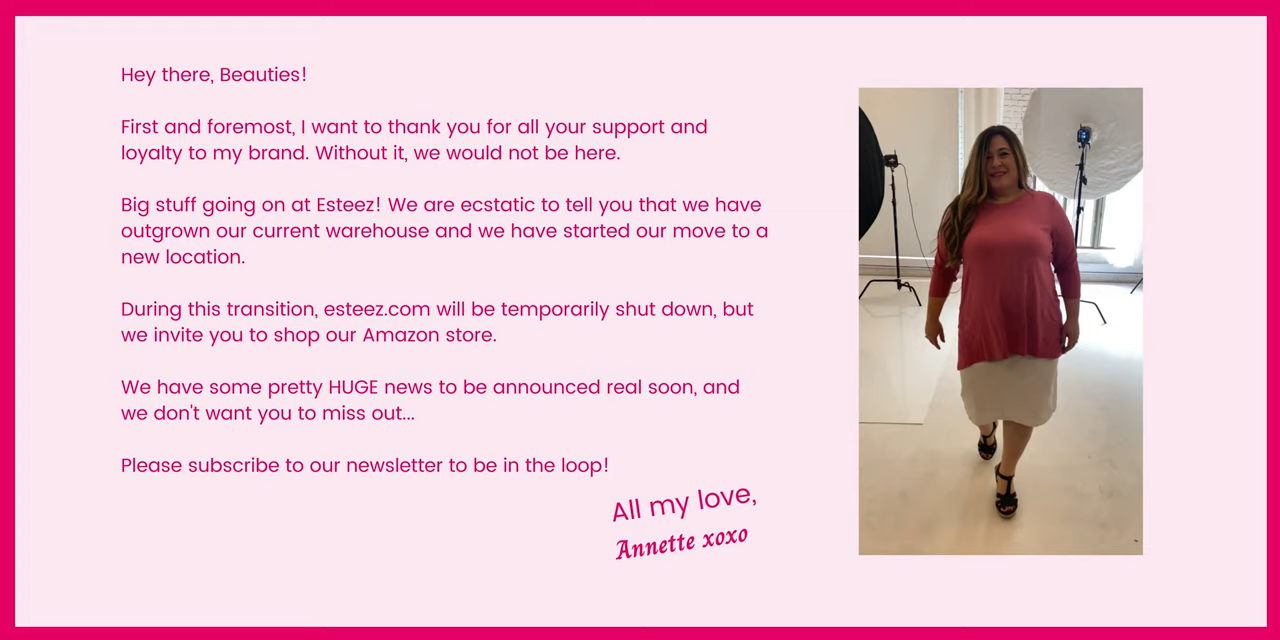 Hey there, Beauties!
First and foremost, I want to thank you for all your support and
loyalty to my brand. Without it, we would not be here.
Big stuff going on at Esteez! We are ecstatic to tell you that we have
outgrown our current warehouse and we have started our move to a
new location.
During this transition, esteez.com will be temporarily shut down, but
we invite you to shop our Amazon store.
We have some pretty HUGE news to be announced real soon, and
we don't want you to miss out...
Please subscribe to our newsletter to be in the loop!
All my love,
Annette xoxo